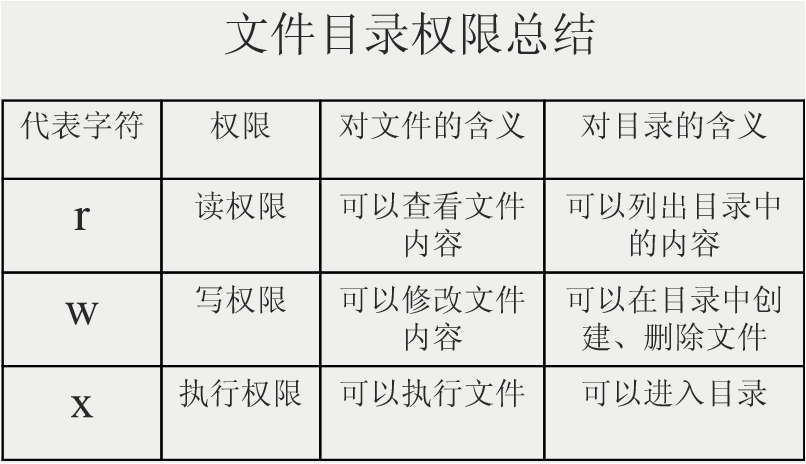 文件目录权限总结
代表字符 权限 对文件的含义 对目录的含义
r 读权限 可以查看文件内容 可以列出目录中的内容
w 写权限 可以修改文件内容 可以在目录中创建、删除文件
x 执行权限 可以执行文件 可以进入目录